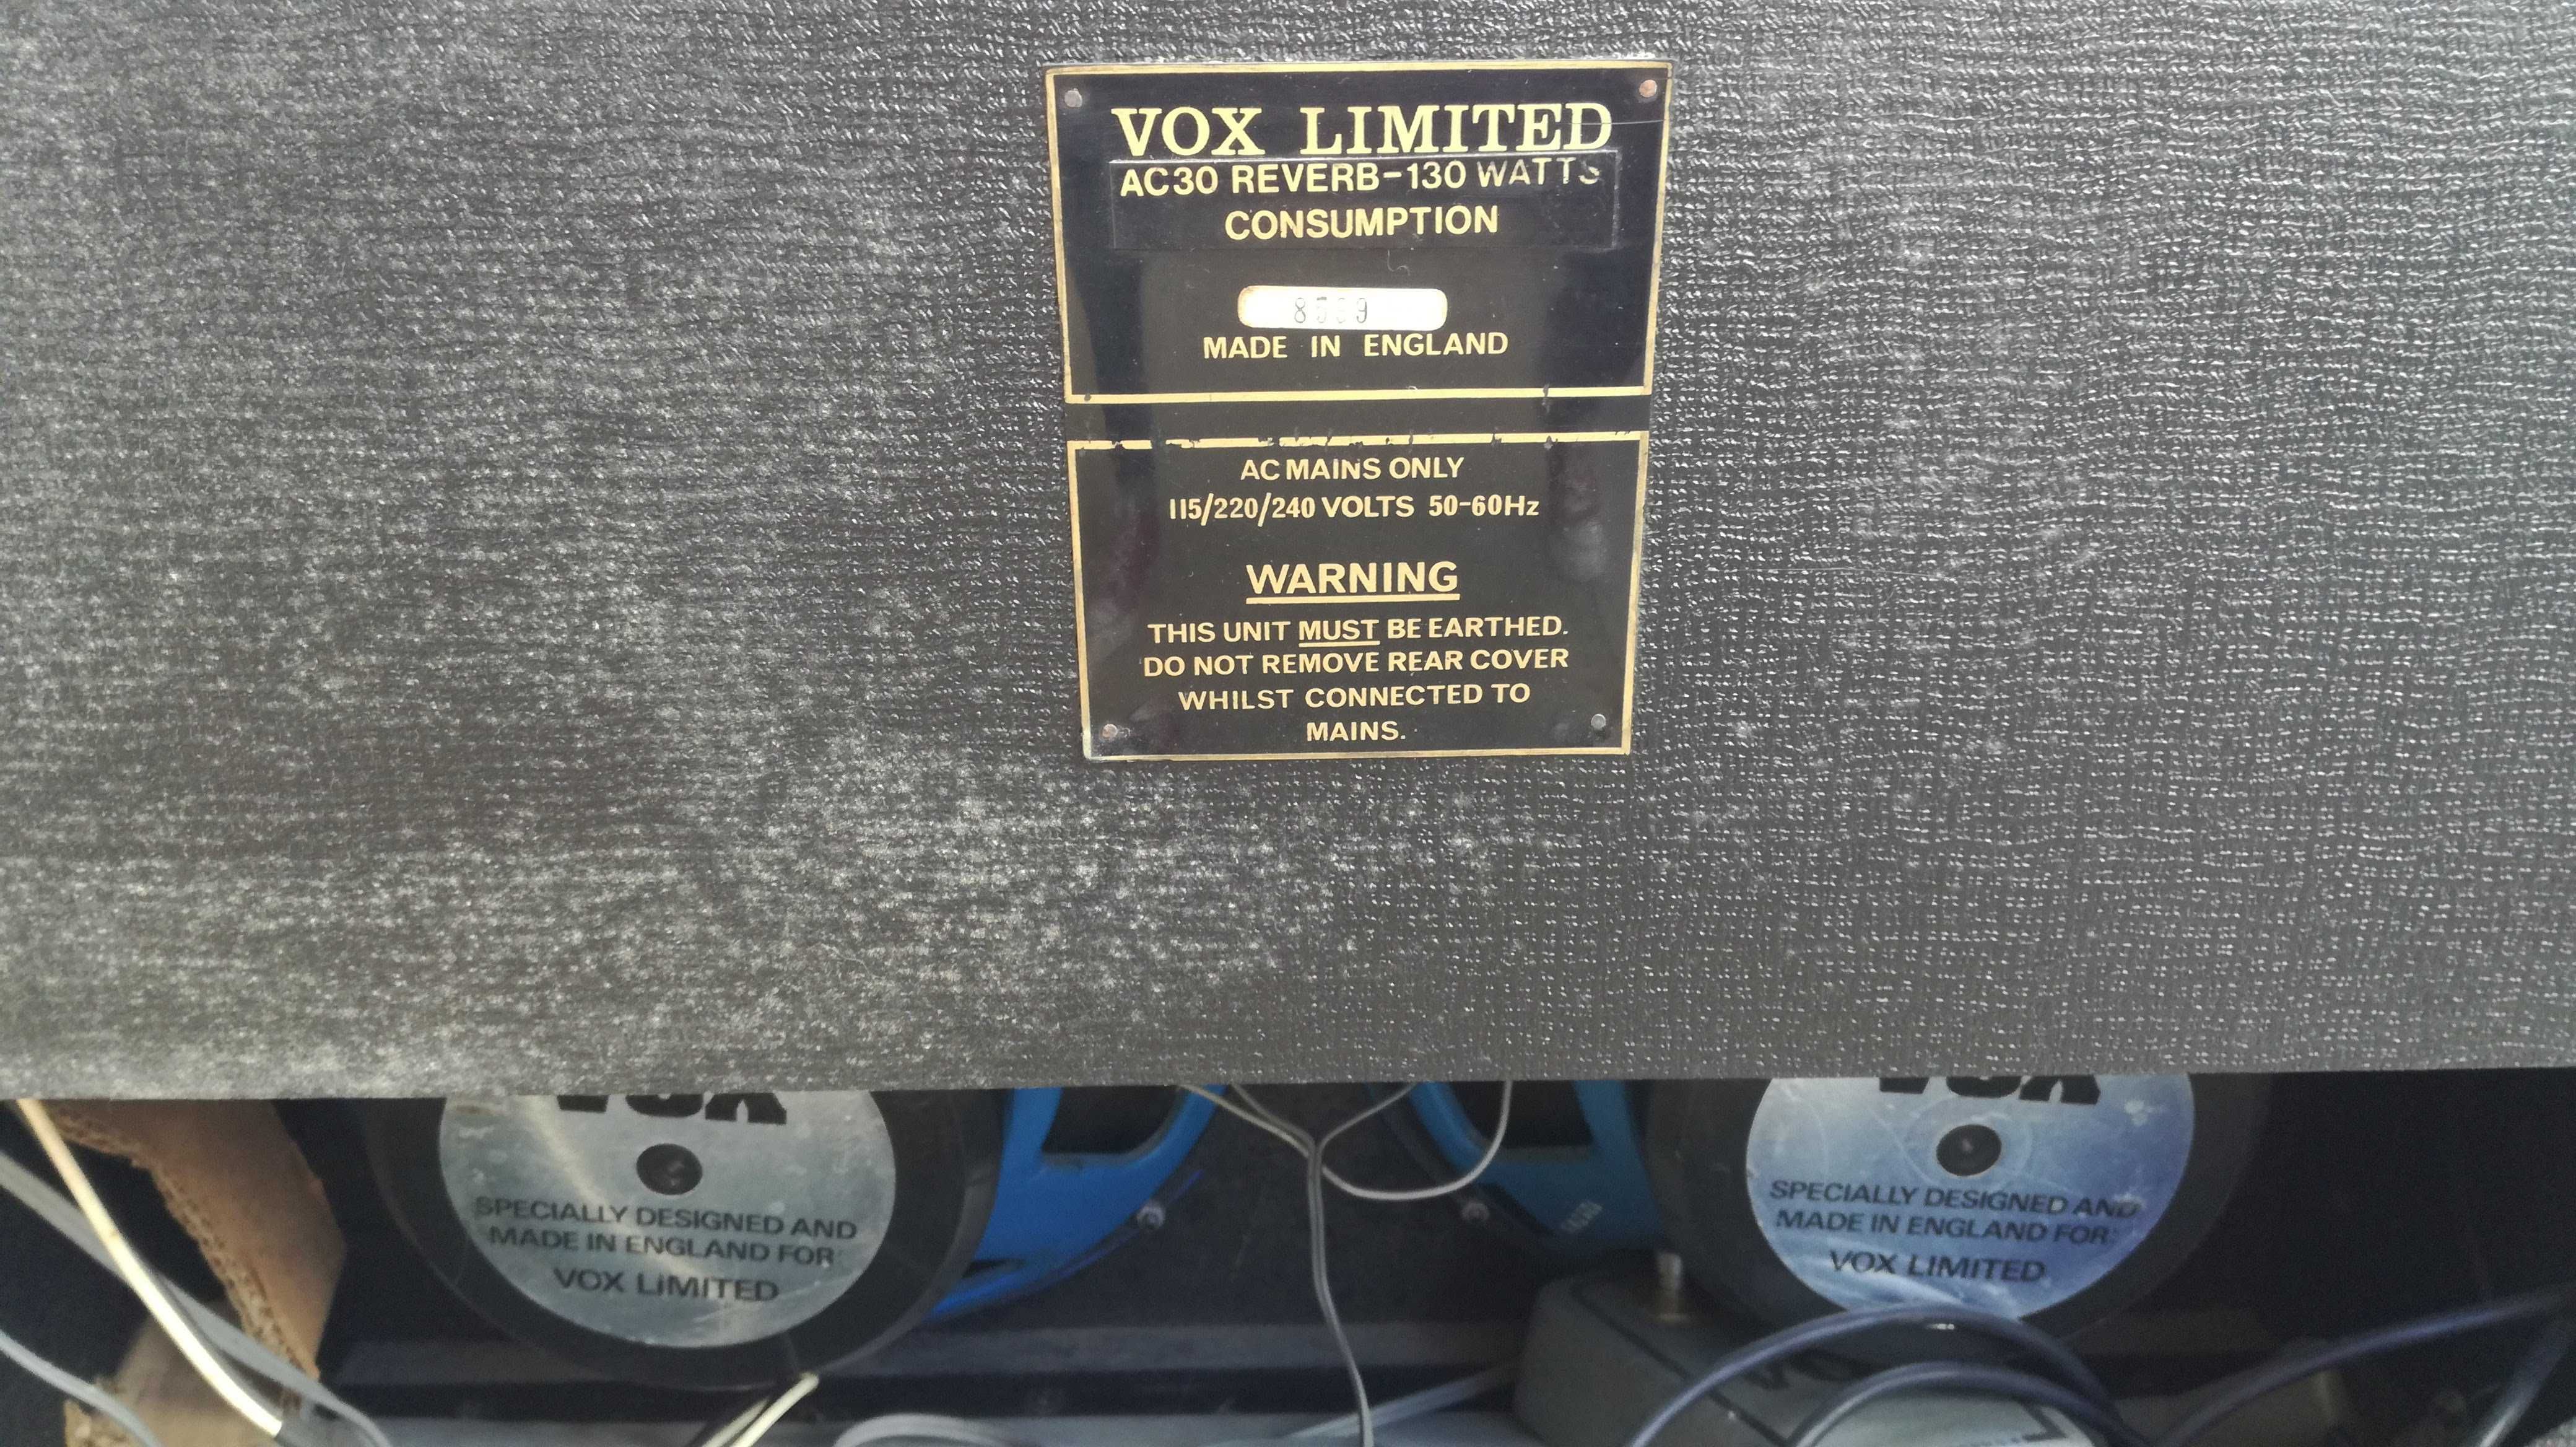 VOX LIMITED
AC30 REVERB-130 WATTS
CONSUMPTION
MADE IN ENGLAND
AC MAINS ONLY
115/220/240 VOLTS 50-60Hz
WARNING
THIS UNIT MUST BE EARTHED.
DO NOT REMOVE REAR COVER
WHILST CONNECTED TO
MAINS.
VOX
SPECIALLY DESIGNED AND
MADE IN ENGLAND FOR:
VOX LIMITED
VOX
SPECIALLY DESIGNED AND
MADE IN ENGLAND FOR:
VOX LIMITED